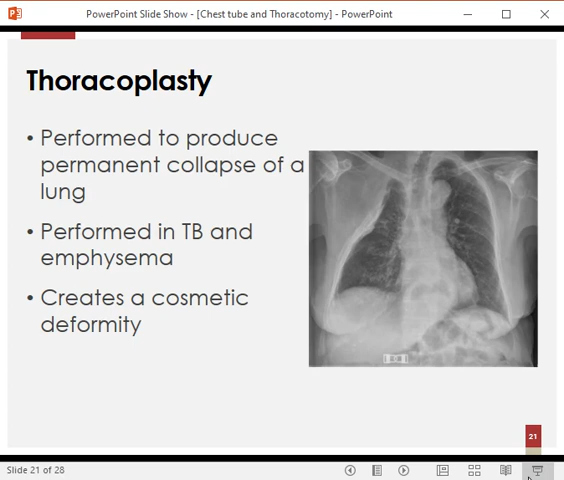 PowerPoint Slide Show - [Chest tube and Thoracotomy] - PowerPoint
Thoracoplasty
• Performed to produce
permanent collapse of a
lung
• Performed in TB and
emphysema
• Creates a cosmetic
deformity
21
Slide 21 of 28